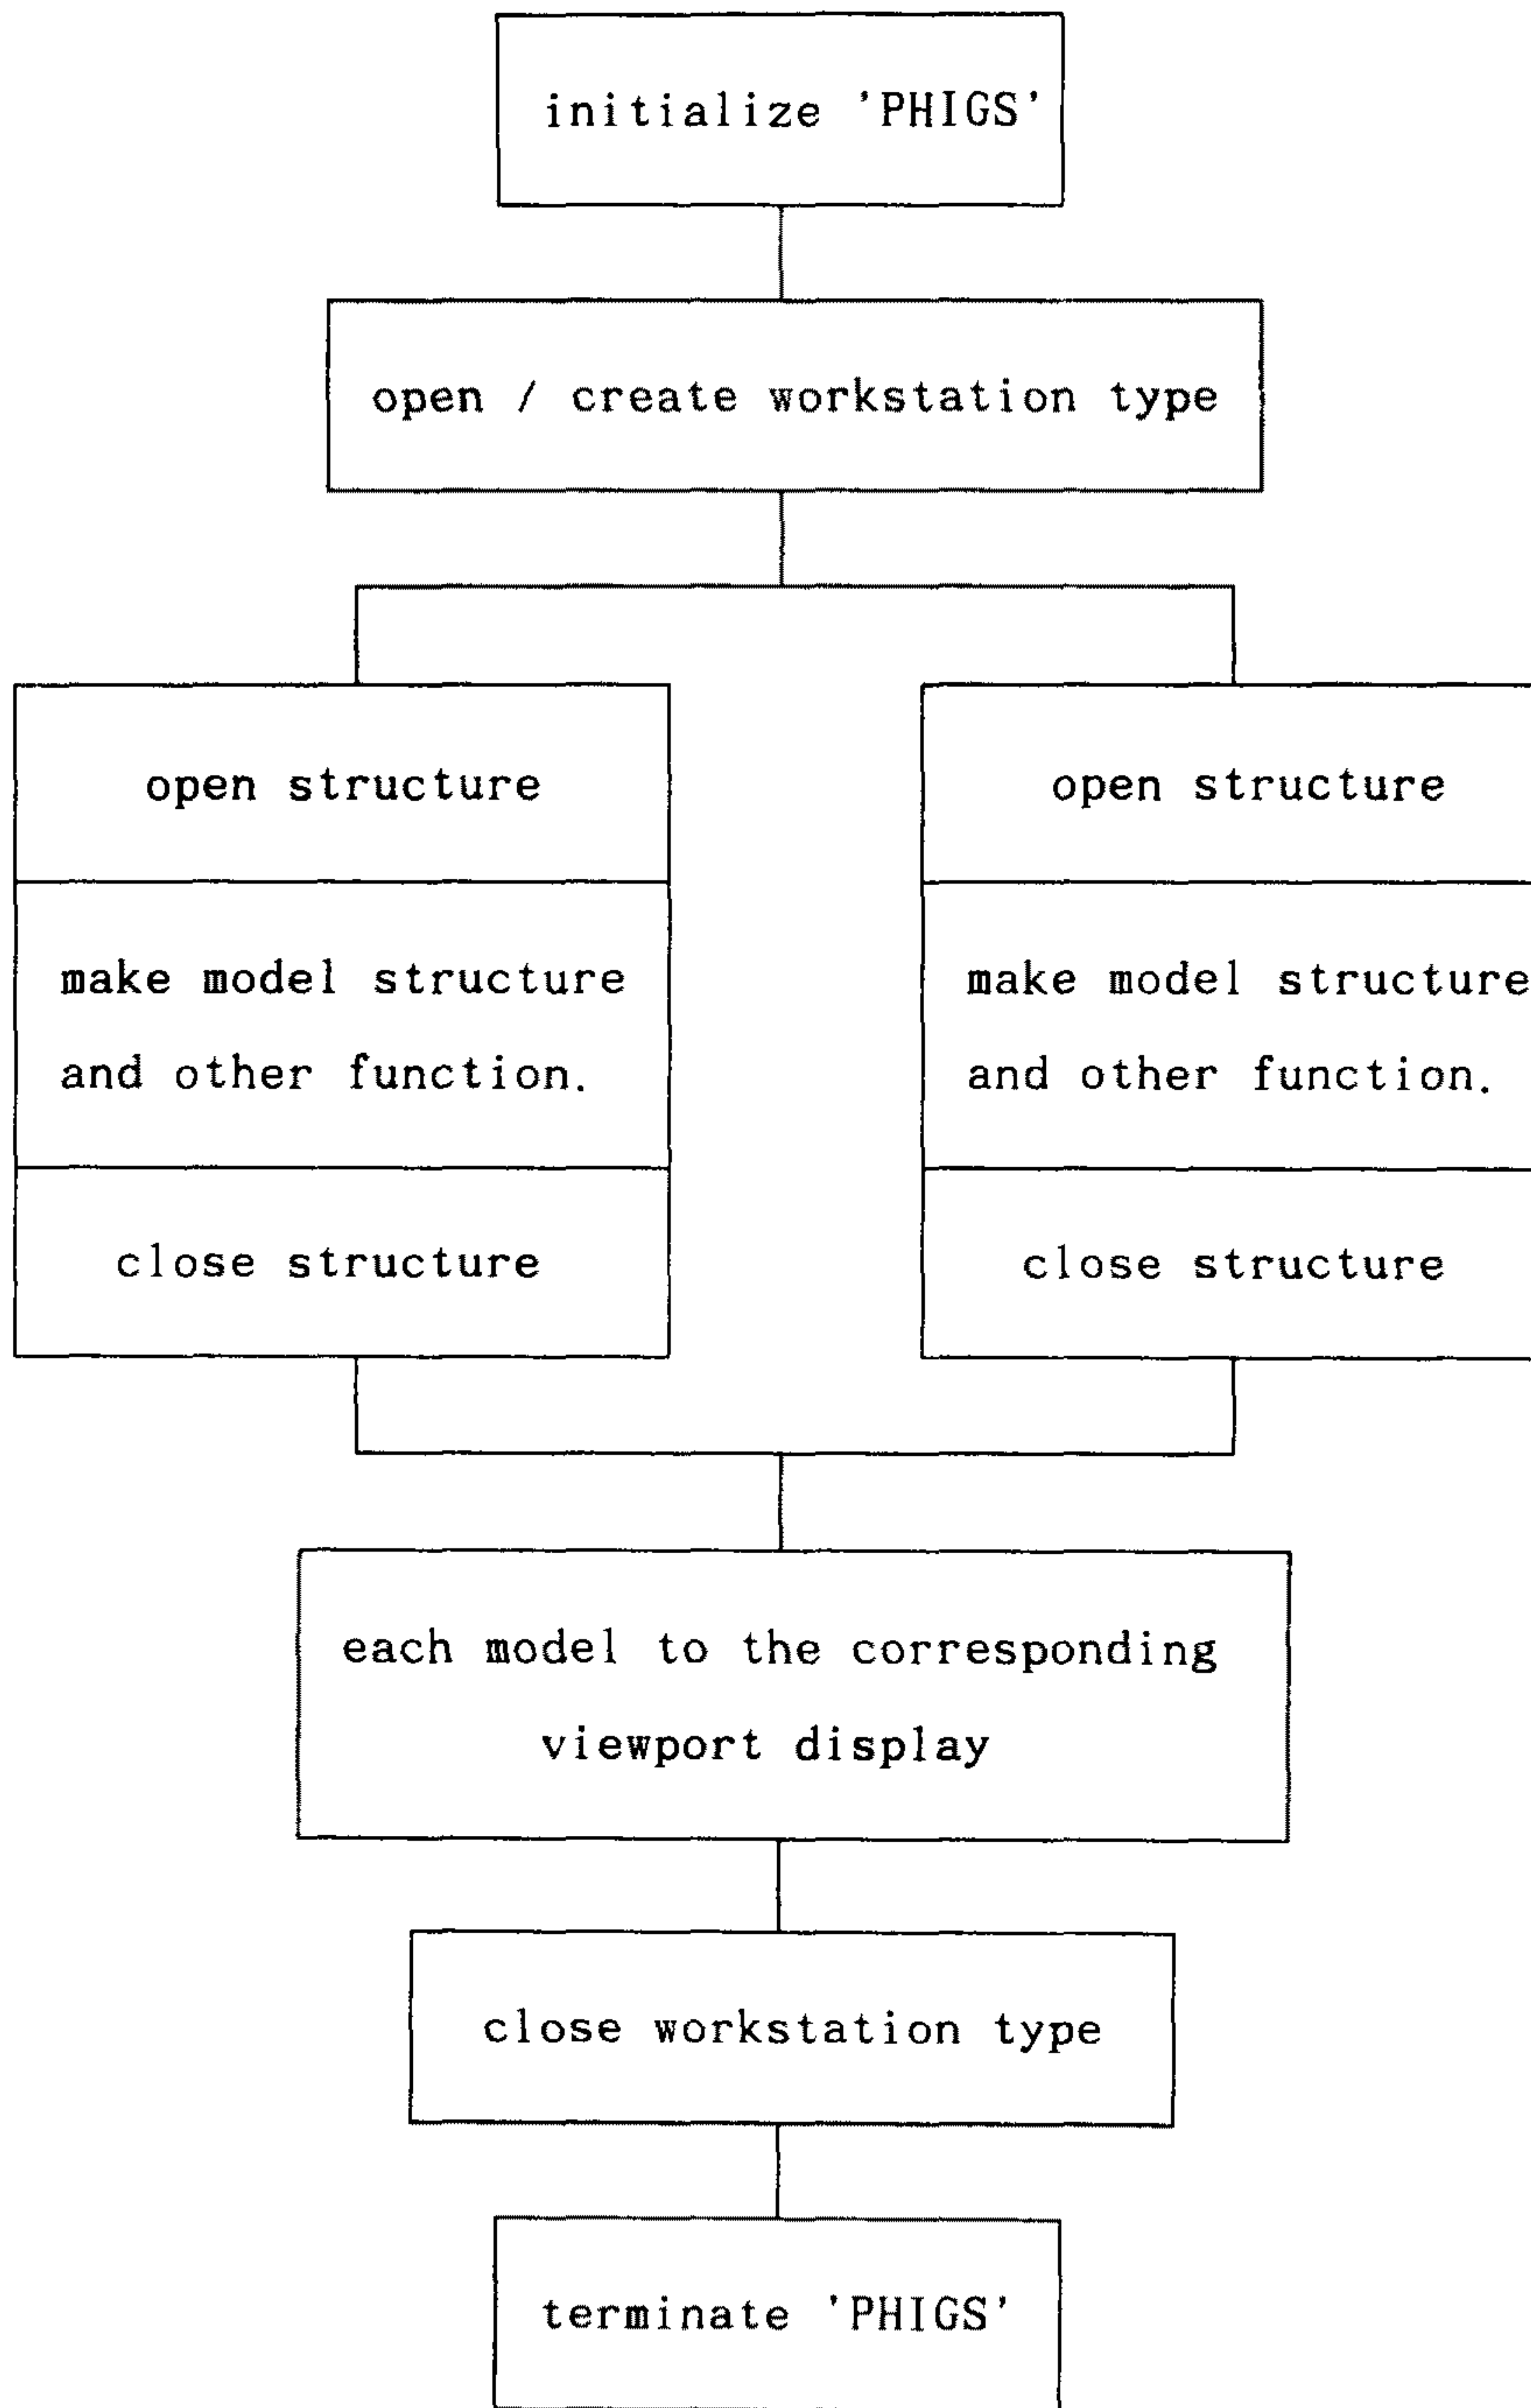 initialize 'PHIGS'
open / create workstation type
open structure
make model structure
and other function.
close structure
open structure
make model structure
and other function.
close structure
each model to the corresponding
viewport display
close workstation type
terminate 'PHIGS'